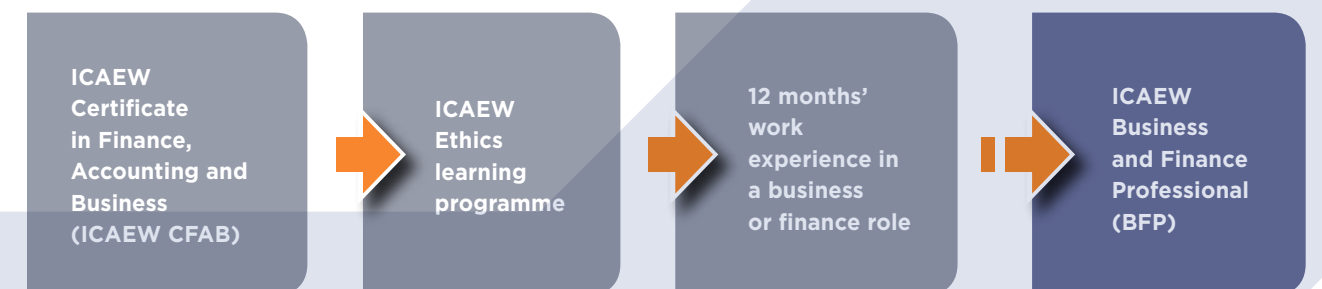 ICAEW
Certificate
in Finance,
Accounting and
Business
(ICAEW CFAB)
ICAEW
Ethics
learning
programme
12 months’
work
experience in
a business
or finance role
ICAEW
Business
and Finance
Professional
(BFP)